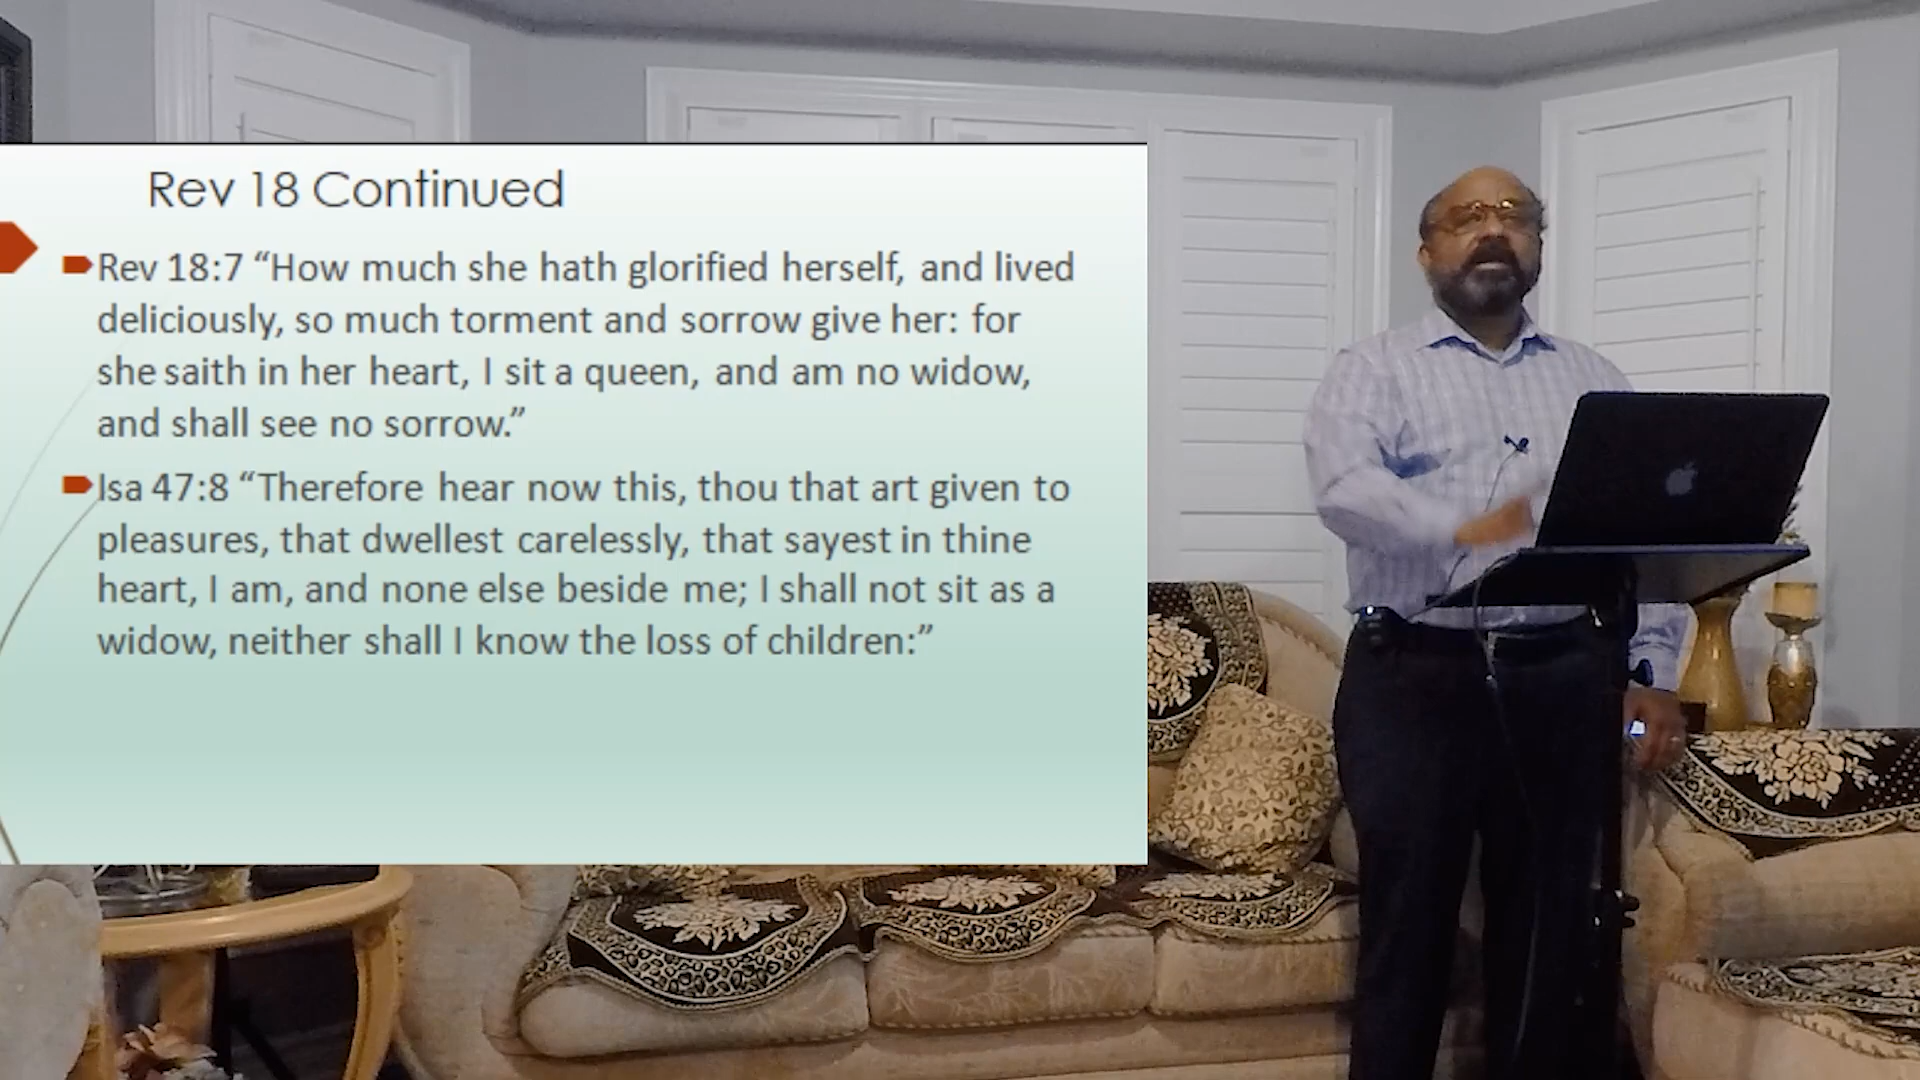 Rev 18 Continued
Rev 18:7 “How much she hath glorified herself, and lived
deliciously, so much torment and sorrow give her: for
she saith in her heart, I sit a queen, and am no widow,
and shall see no sorrow.”
Isa 47:8 “Therefore hear now this, thou that art given to
pleasures, that dwellest carelessly, that sayest in thine
heart, I am, and none else beside me; I shall not sit as a
widow, neither shall I know the loss of children:”